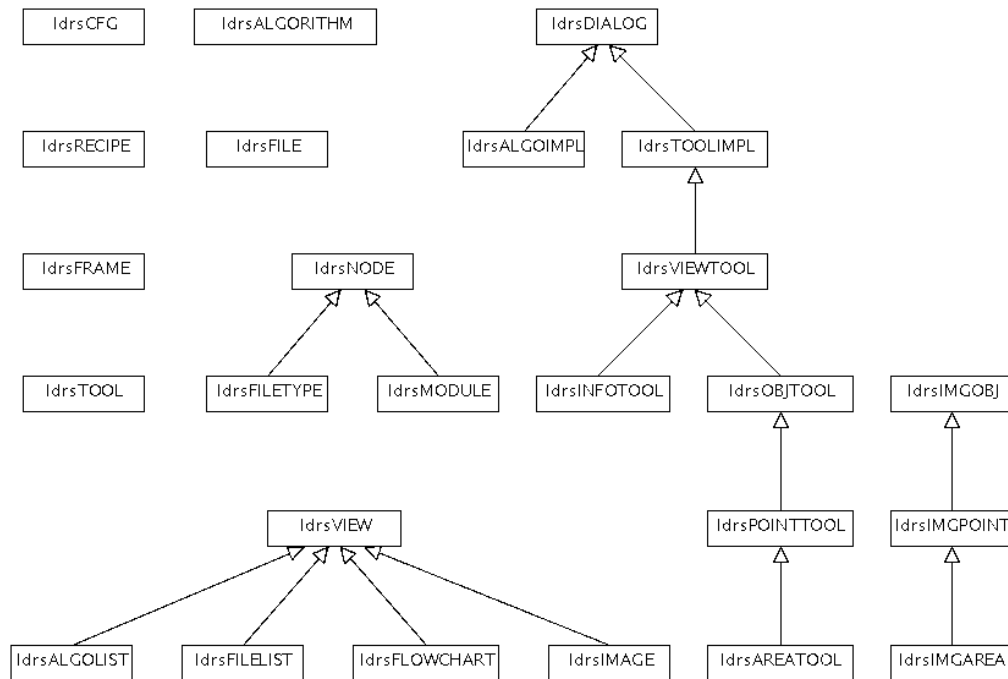 IdrsCFG
IdrsALGORITHM
IdrsDIALOG
IdrsRECIPE
IdrsFILE
IdrsALGOIMPL
IdrsTOOLIMPL
IdrsFRAME
IdrsNODE
IdrsVIEWTOOL
IdrsTOOL
IdrsFILETYPE
IdrsMODULE
IdrsINFOTOOL
IdrsOBJTOOL
IdrsIMGOBJ
IdrsVIEW
IdrsPOINTTOOL
IdrsIMGPOINT
IdrsALGOLIST
IdrsFILELIST
IdrsFLOWCHART
IdrsIMAGE
IdrsAREATOOL
IdrsIMGAREA